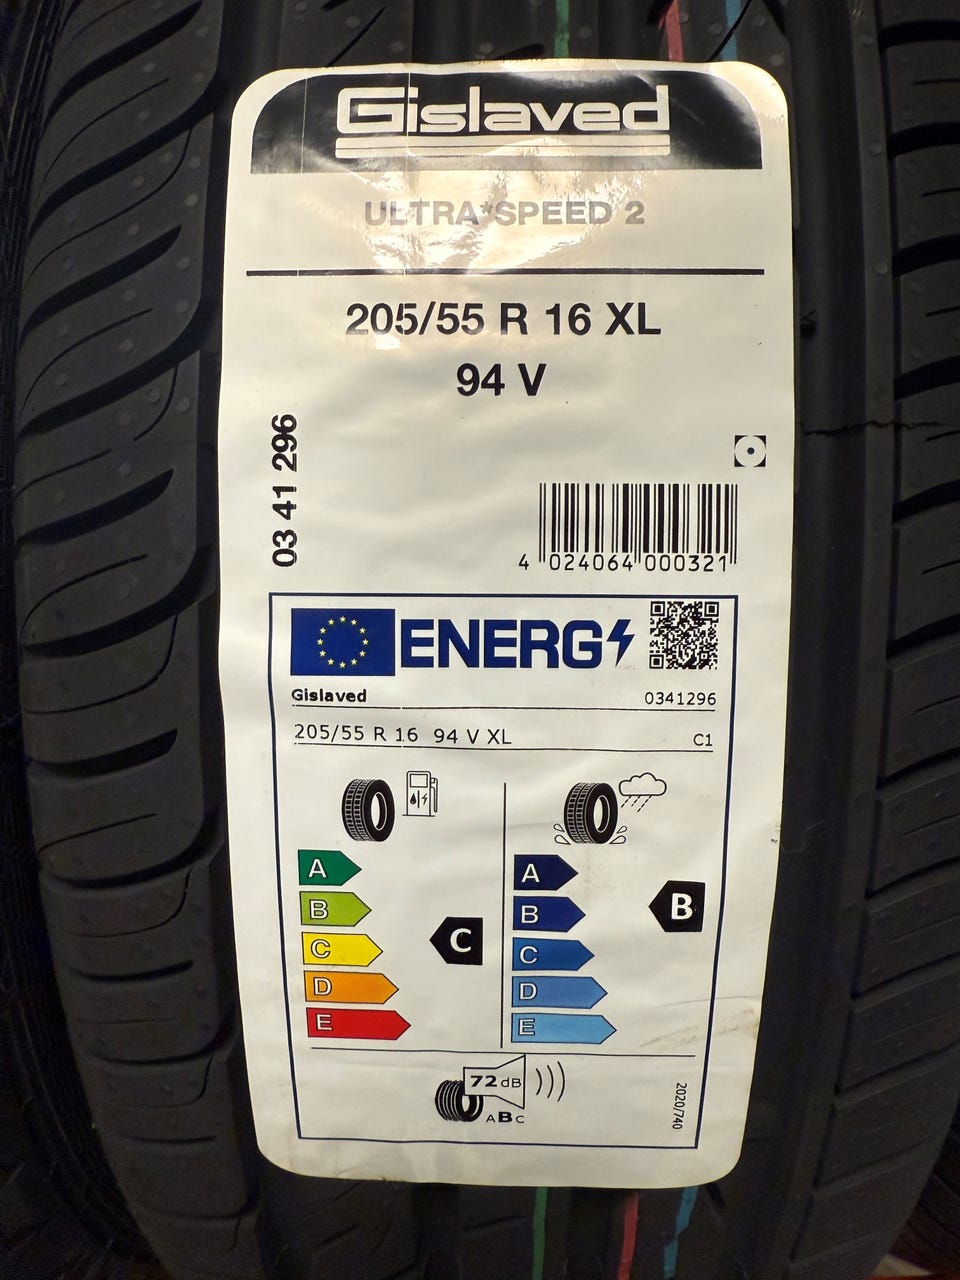 Gislaved
ULTRA*SPEED 2
205/55 R 16 XL
94 V
03 41 296
4 024064 000321
ENERG
Gislaved 0341296
205/55 R 16 94 V XL C1
A
B
C
D
E
C
A
B
C
D
E
B
72 dB
ABC
2020/740